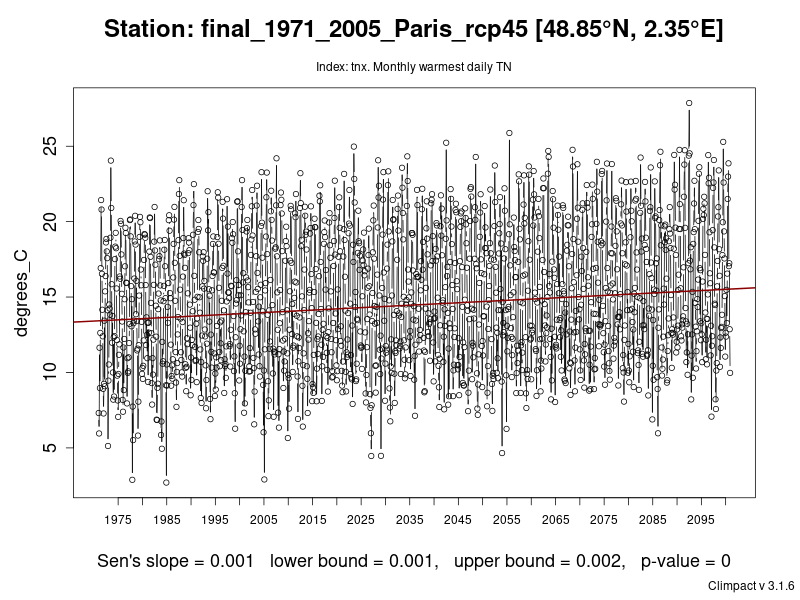 Station: final_1971_2005_Paris_rcp45 [48.85°N, 2.35°E]
Index: tnx. Monthly warmest daily TN
degrees_C
25
20
15
10
5
1975 1985 1995 2005 2015 2025 2035 2045 2055 2065 2075 2085 2095
Sen's slope = 0.001 lower bound = 0.001, upper bound = 0.002, p-value = 0
Climpact v 3.1.6